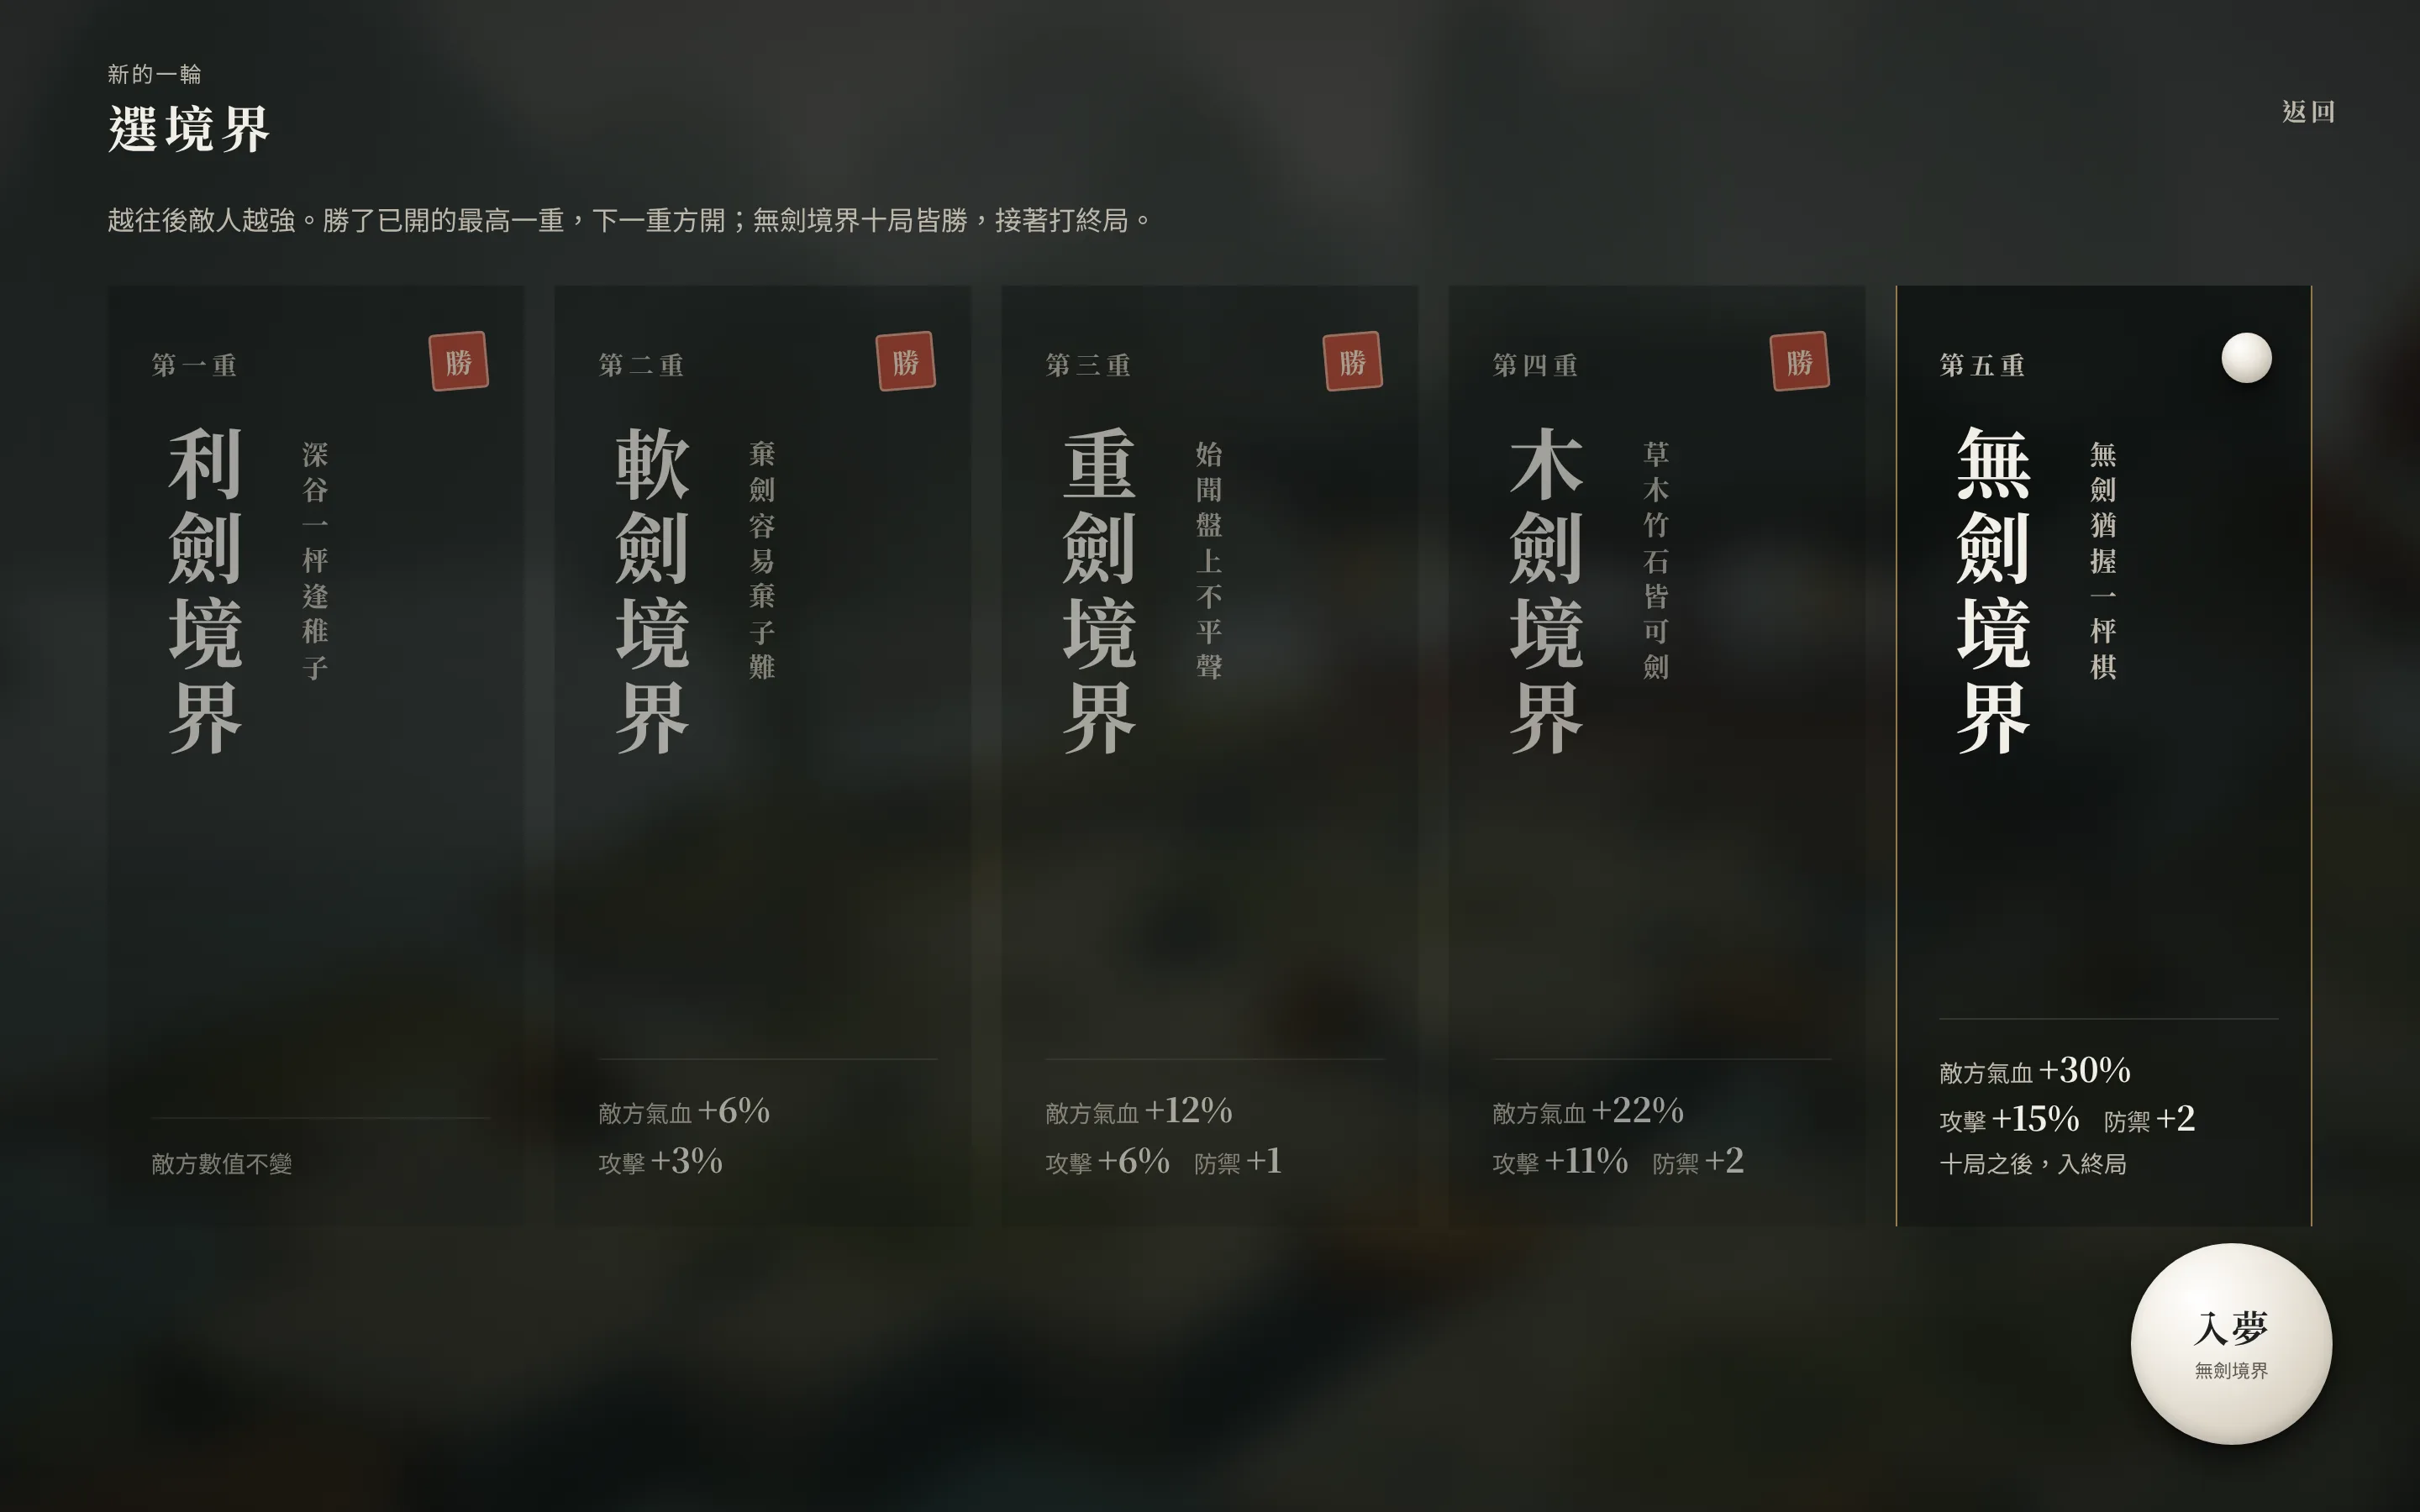 新的一輪
選境界
返回
越往後敵人越強。勝了已開的最高一重，下一重方開；無劍境界十局皆勝，接著打終局。
第一重
勝
利劍境界
深谷一枰逢稚子
敵方數值不變
第二重
勝
軟劍境界
棄劍容易棄子難
敵方氣血 +6%
攻擊 +3%
第三重
勝
重劍境界
始聞盤上不平聲
敵方氣血 +12%
攻擊 +6% 防禦 +1
第四重
勝
木劍境界
草木竹石皆可劍
敵方氣血 +22%
攻擊 +11% 防禦 +2
第五重
無劍境界
無劍猶握一枰棋
敵方氣血 +30%
攻擊 +15% 防禦 +2
十局之後，入終局
入夢
無劍境界